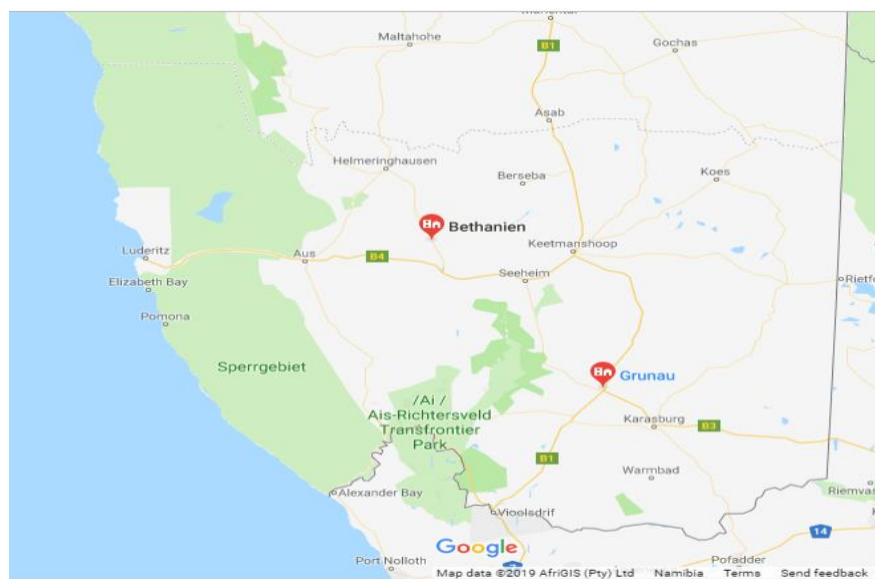 Mariental
Maltahohe
B1
Gochas
Asab
Helmeringhausen
Berseba
Koes
Bethanien
Luderitz
Aus
B4
Keetmanshoop
Seeheim
Elizabeth Bay
Rietfo
Pomona
Sperrgebiet
Grunau
/Ai /
Ais-Richtersveld
Transfrontier
Park
Karasburg
B3
B1
Warmbad
Alexander Bay
Riemvas
Vioolsdrif
14
Google
Port Nolloth
Pofadder
Map data ©2019 AfriGIS (Pty) Ltd Namibia Terms Send feedback